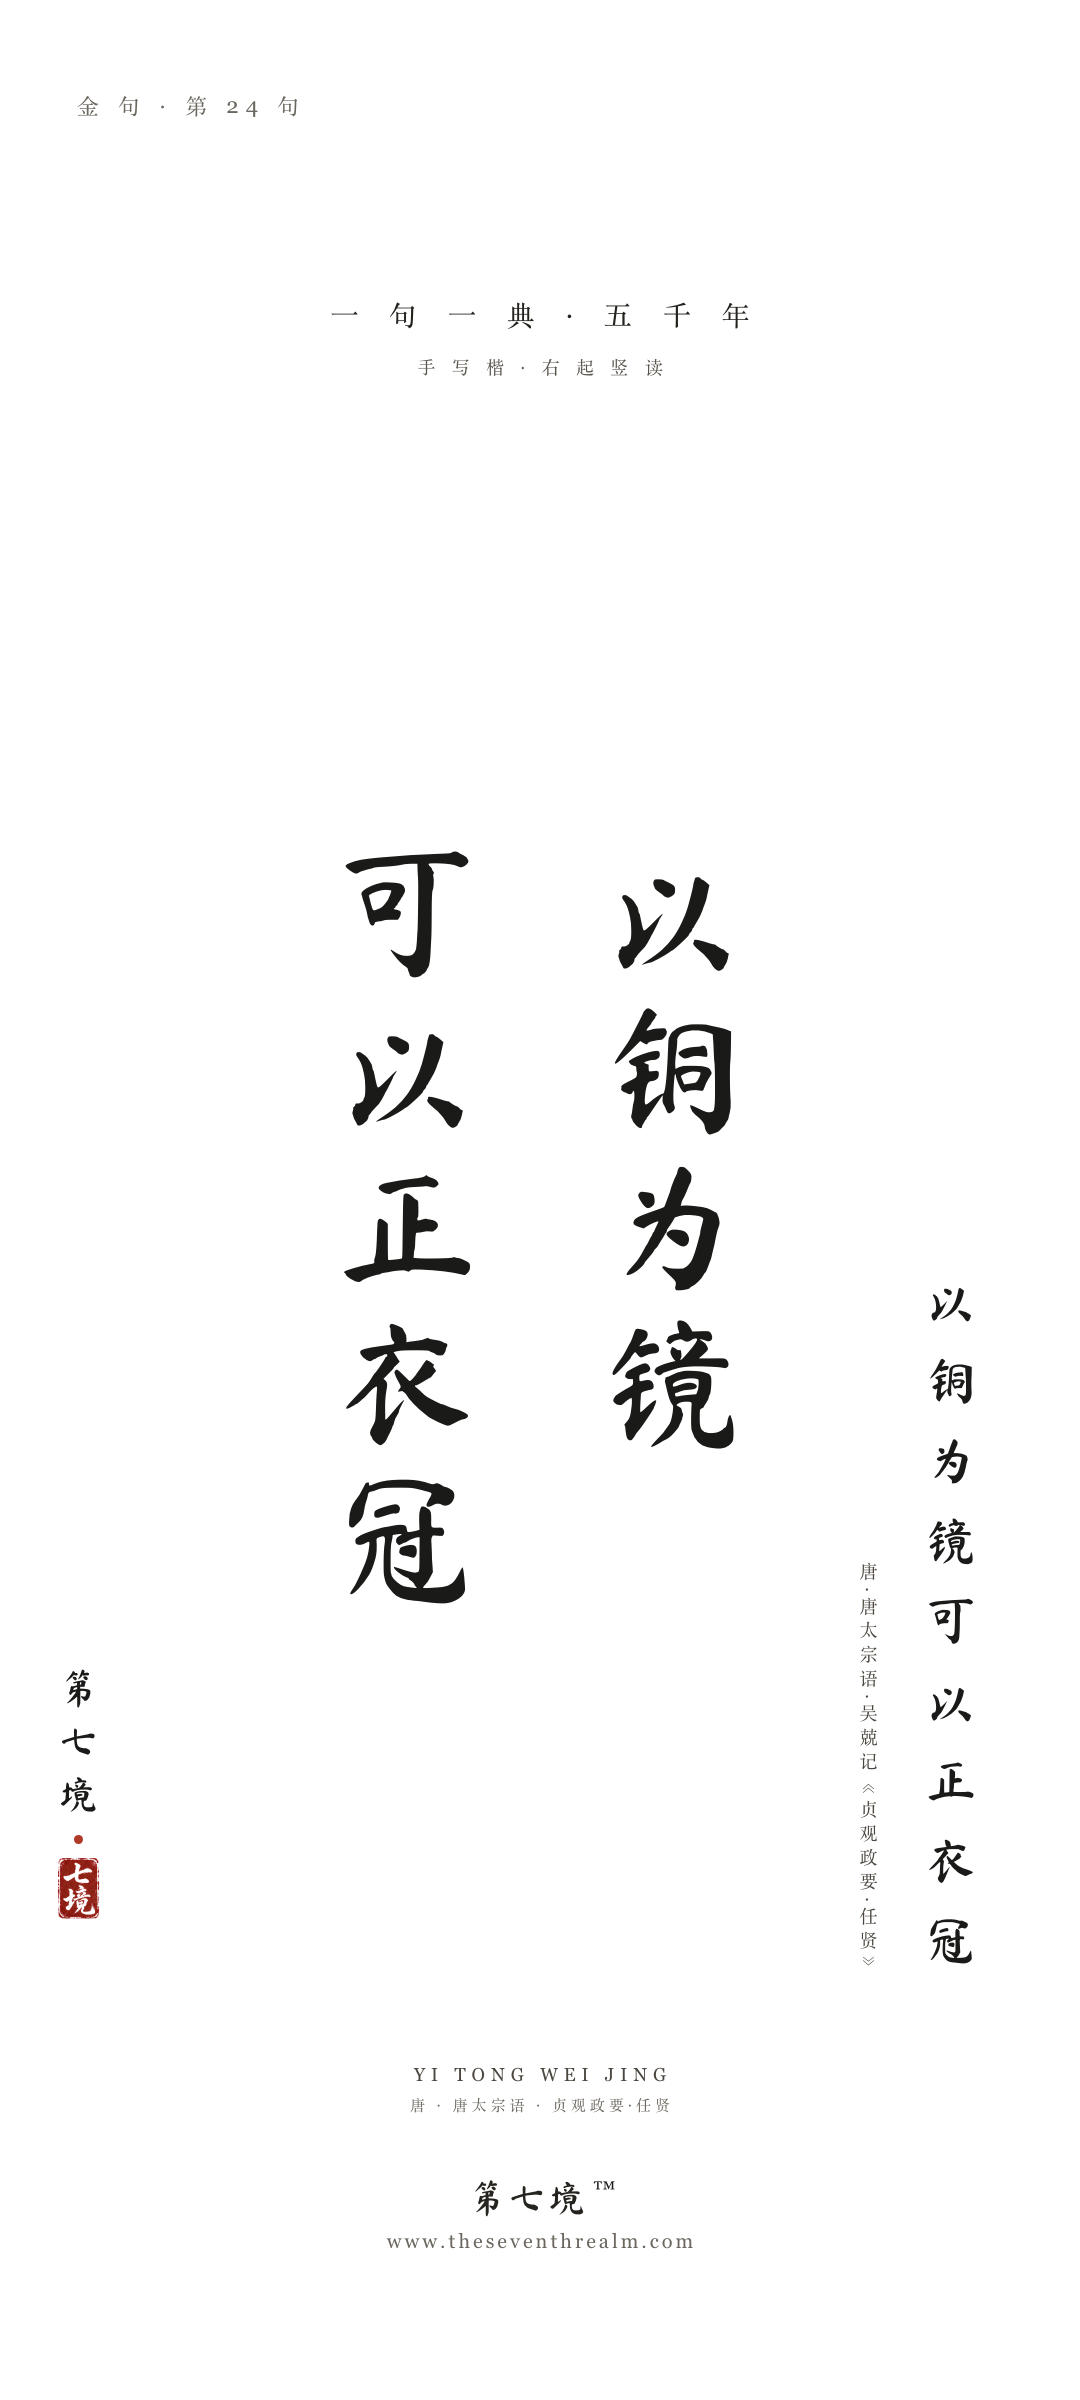 金句·第24句
一句一典·五千年
手写楷·右起竖读
以铜为镜
可以正衣冠
以铜为镜可以正衣冠
唐·唐太宗语·吴兢记《贞观政要·任贤》
第七境
七境
YI TONG WEI JING
唐·唐太宗语·贞观政要·任贤
第七境™
www.theseventhrealm.com